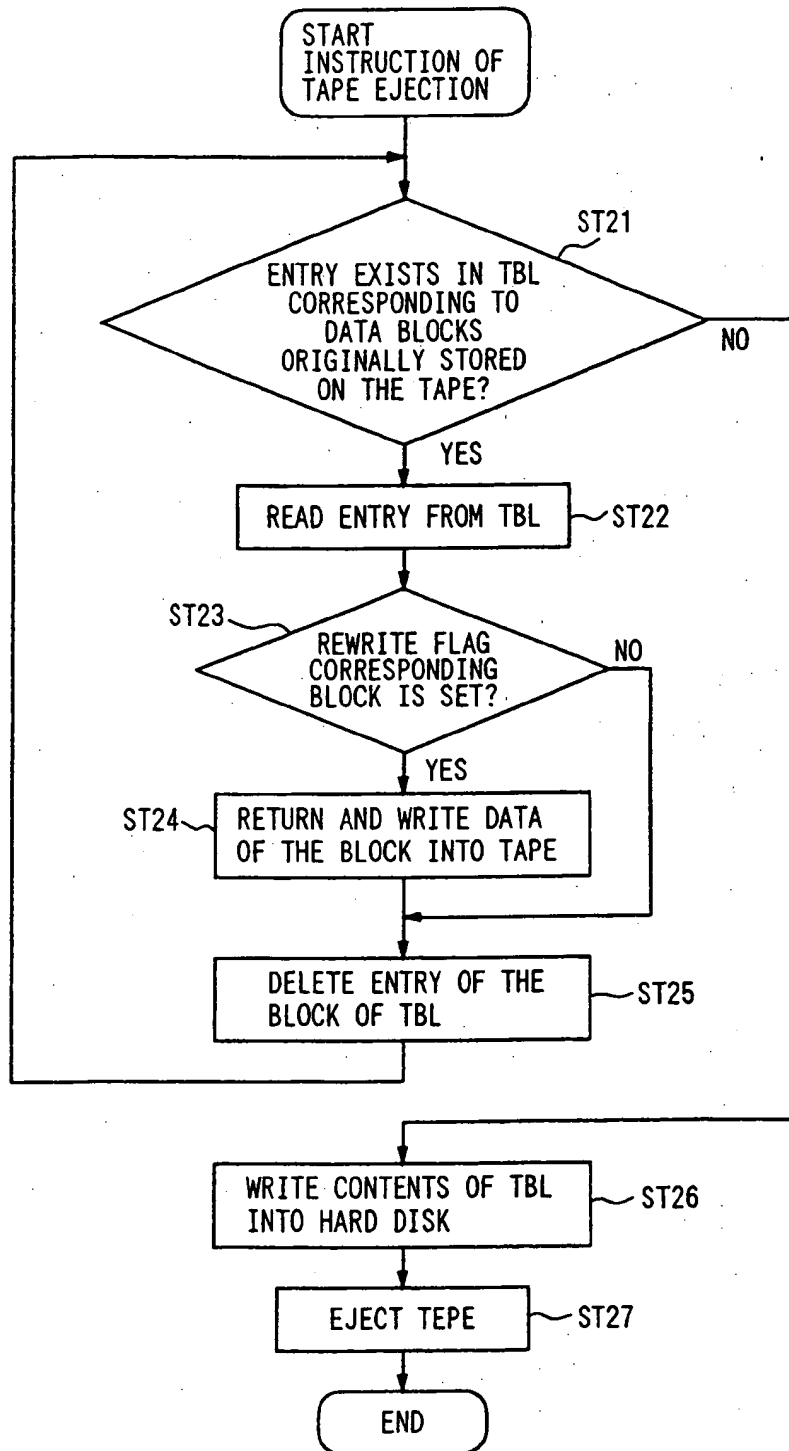 START
INSTRUCTION OF
TAPE EJECTION
ST21
ENTRY EXISTS IN TBL
CORRESPONDING TO
DATA BLOCKS
ORIGINALLY STORED
ON THE TAPE?
NO
YES
READ ENTRY FROM TBL
ST22
ST23
REWRITE FLAG
CORRESPONDING
BLOCK IS SET?
NO
YES
ST24
RETURN AND WRITE DATA
OF THE BLOCK INTO TAPE
DELETE ENTRY OF THE
BLOCK OF TBL
ST25
WRITE CONTENTS OF TBL
INTO HARD DISK
ST26
EJECT TEPE
ST27
END